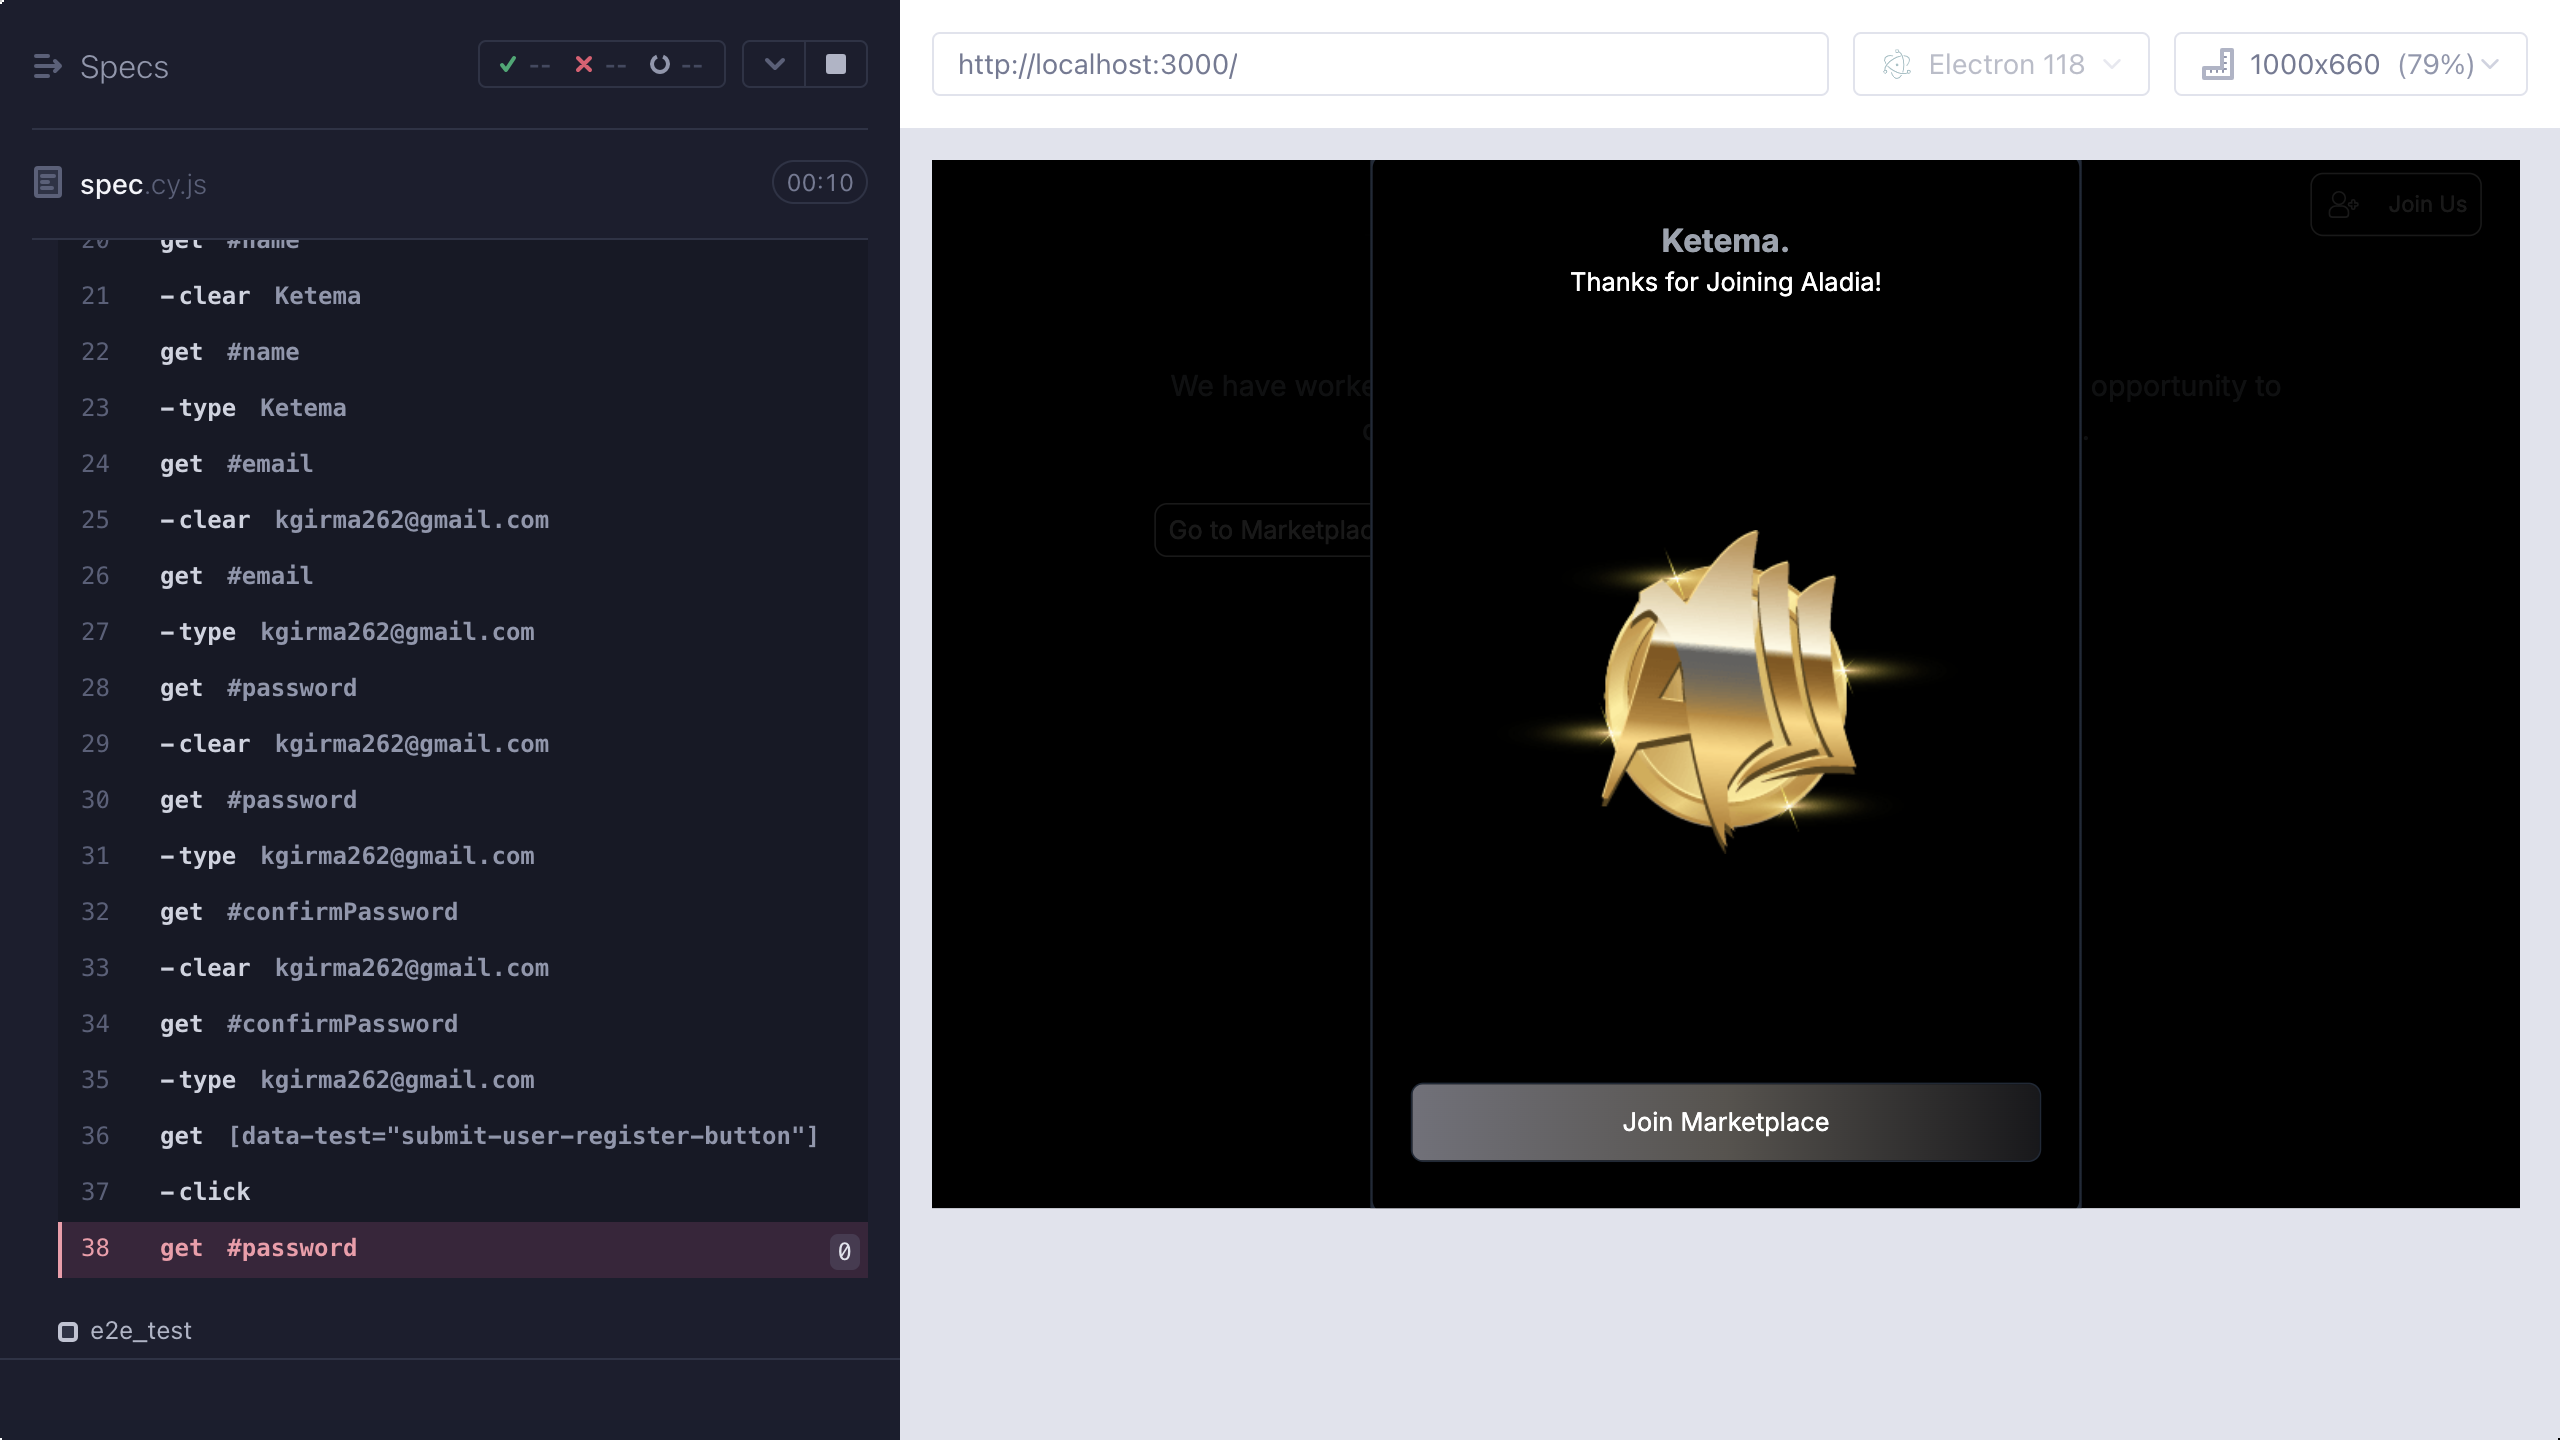 Specs
-- -- --
spec.cy.js 00:10
20 get #name
21 -clear Ketema
22 get #name
23 -type Ketema
24 get #email
25 -clear kgirma262@gmail.com
26 get #email
27 -type kgirma262@gmail.com
28 get #password
29 -clear kgirma262@gmail.com
30 get #password
31 -type kgirma262@gmail.com
32 get #confirmPassword
33 -clear kgirma262@gmail.com
34 get #confirmPassword
35 -type kgirma262@gmail.com
36 get [data-test="submit-user-register-button"]
37 -click
38 get #password 0
e2e_test
http://localhost:3000/
Electron 118
1000x660 (79%)
Join Us
Ketema.
Thanks for Joining Aladia!
We have worke
opportunity to
Go to Marketplac
Join Marketplace